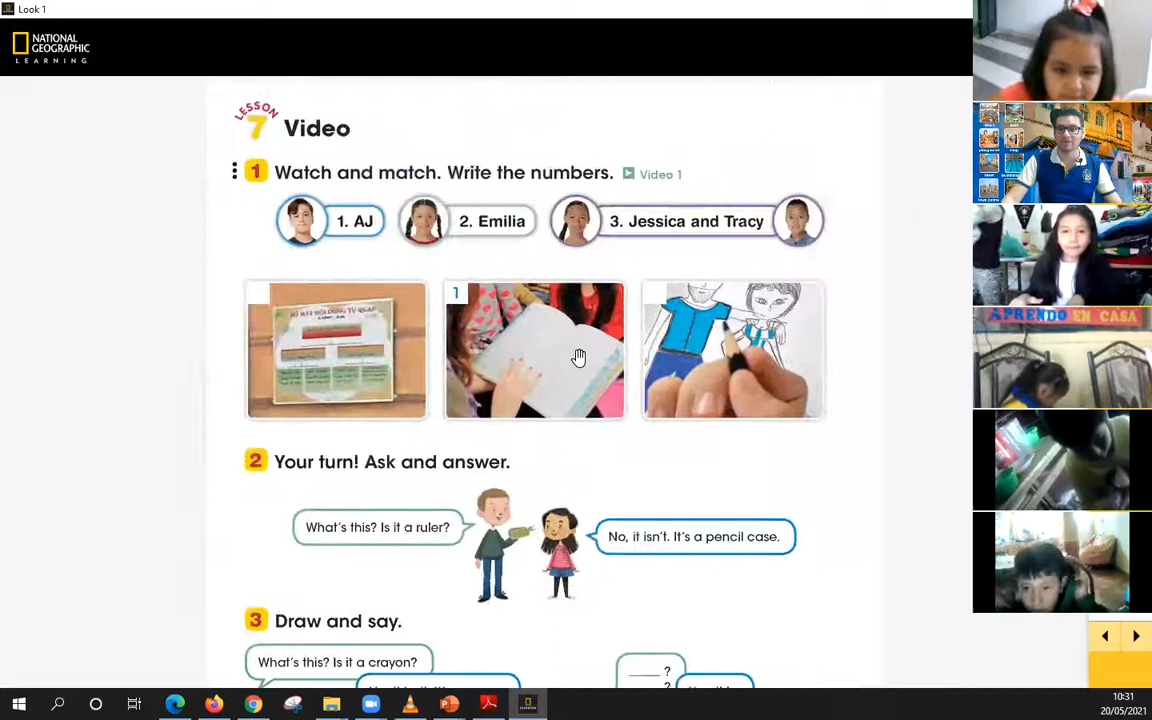 Look 1
NATIONAL
GEOGRAPHIC
LEARNING
LESSON
7 Video
1 Watch and match. Write the numbers. Video 1
1. AJ
2. Emilia
3. Jessica and Tracy
1
2 Your turn! Ask and answer.
What's this? Is it a ruler?
No, it isn't. It's a pencil case.
3 Draw and say.
What's this? Is it a crayon?
?
?
APRENDO EN CASA
10:31
20/05/2021